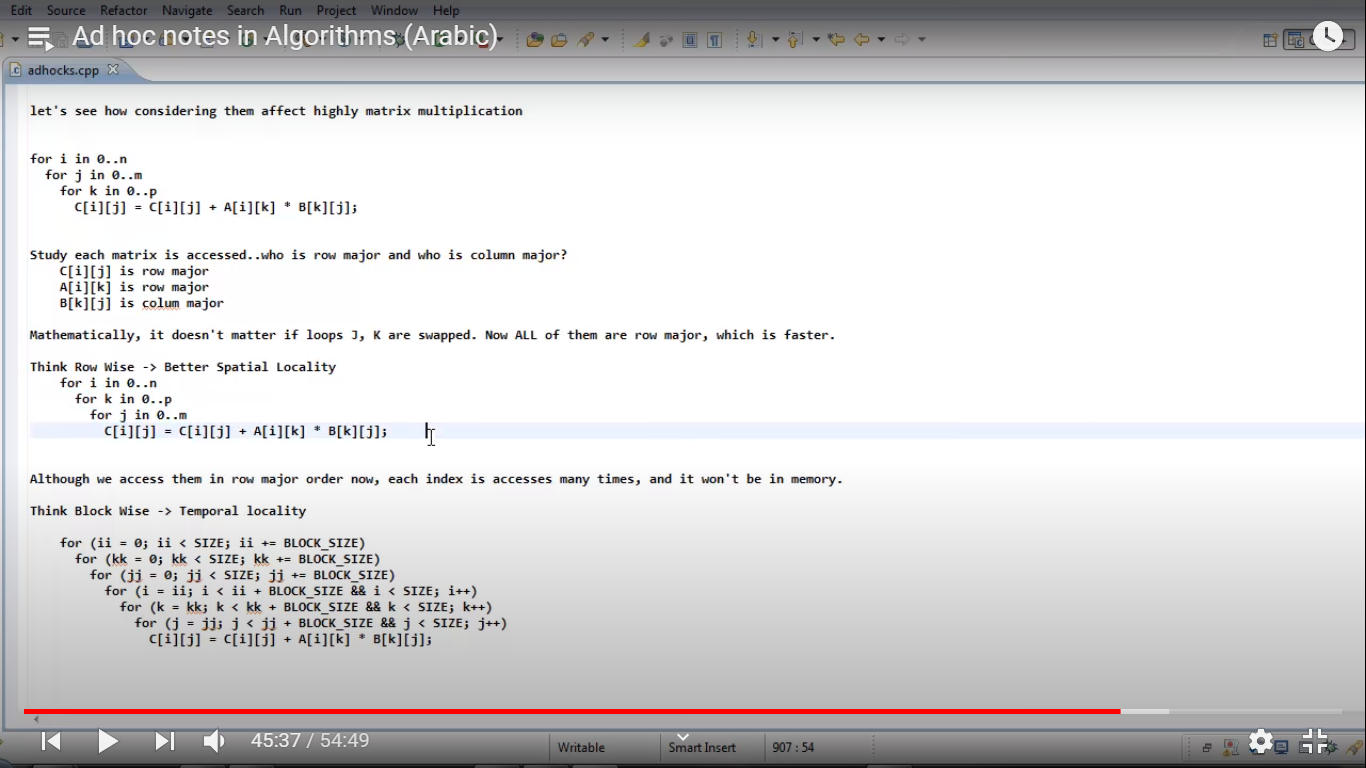 Edit Source Refactor Navigate Search Run Project Window Help
Ad hoc notes in Algorithms (Arabic)
adhocks.cpp
let's see how considering them affect highly matrix multiplication
for i in 0..n
for j in 0..m
for k in 0..p
C[i][j] = C[i][j] + A[i][k] * B[k][j];
Study each matrix is accessed..who is row major and who is column major?
C[i][j] is row major
A[i][k] is row major
B[k][j] is colum major
Mathematically, it doesn't matter if loops J, K are swapped. Now ALL of them are row major, which is faster.
Think Row Wise -> Better Spatial Locality
for i in 0..n
for k in 0..p
for j in 0..m
C[i][j] = C[i][j] + A[i][k] * B[k][j];
Although we access them in row major order now, each index is accesses many times, and it won't be in memory.
Think Block Wise -> Temporal locality
for (ii = 0; ii < SIZE; ii += BLOCK_SIZE)
for (kk = 0; kk < SIZE; kk += BLOCK_SIZE)
for (jj = 0; jj < SIZE; jj += BLOCK_SIZE)
for (i = ii; i < ii + BLOCK_SIZE && i < SIZE; i++)
for (k = kk; k < kk + BLOCK_SIZE && k < SIZE; k++)
for (j = jj; j < jj + BLOCK_SIZE && j < SIZE; j++)
C[i][j] = C[i][j] + A[i][k] * B[k][j];
45:37 / 54:49
Writable Smart Insert 907 : 54